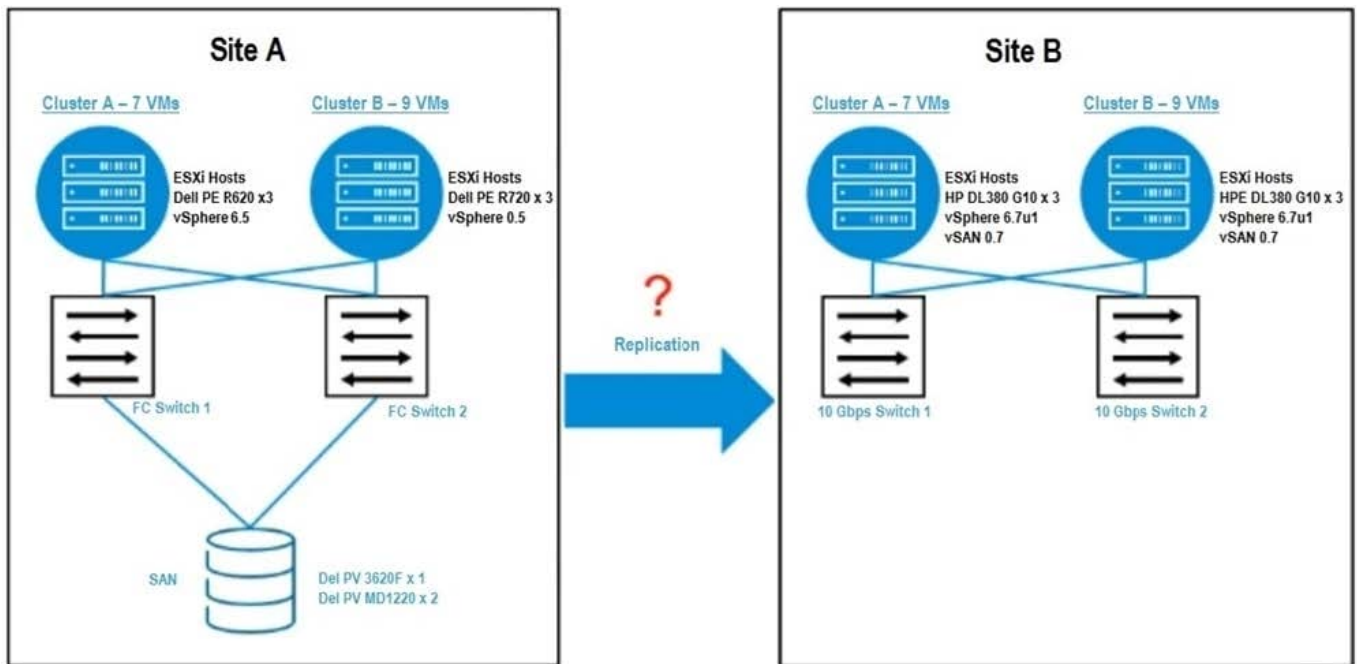 Site A
Cluster A – 7 VMs
Cluster B – 9 VMs
ESXi Hosts
Dell PE R620 x3
vSphere 6.5
ESXi Hosts
Dell PE R720 x 3
vSphere 0.5
FC Switch 1
FC Switch 2
SAN
Del PV 3620F x 1
Del PV MD1220 x 2
?
Replication
Site B
Cluster A – 7 VMs
Cluster B – 9 VMs
ESXi Hosts
HP DL380 G10 x 3
vSphere 6.7u1
vSAN 0.7
ESXi Hosts
HPE DL380 G10 x 3
vSphere 6.7u1
vSAN 0.7
10 Gbps Switch 1
10 Gbps Switch 2